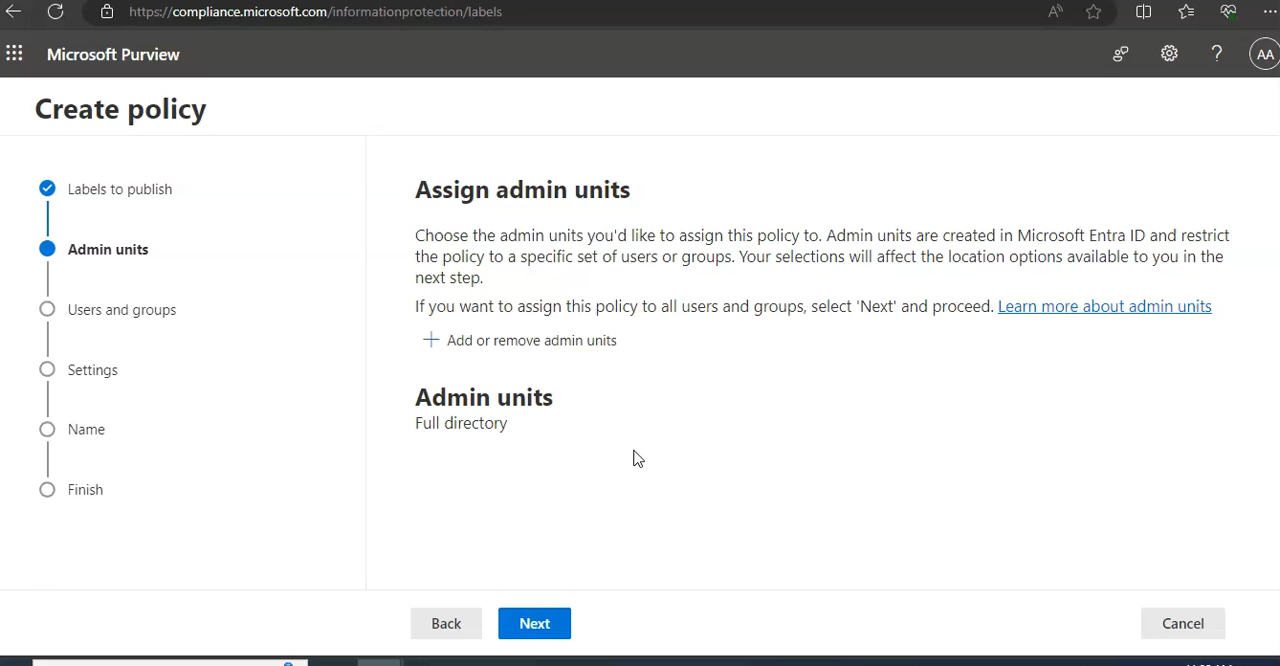 https://compliance.microsoft.com/informationprotection/labels
Microsoft Purview
AA
Create policy
Labels to publish
Admin units
Users and groups
Settings
Name
Finish
Assign admin units
Choose the admin units you'd like to assign this policy to. Admin units are created in Microsoft Entra ID and restrict
the policy to a specific set of users or groups. Your selections will affect the location options available to you in the
next step.
If you want to assign this policy to all users and groups, select 'Next' and proceed. Learn more about admin units
Add or remove admin units
Admin units
Full directory
Back
Next
Cancel